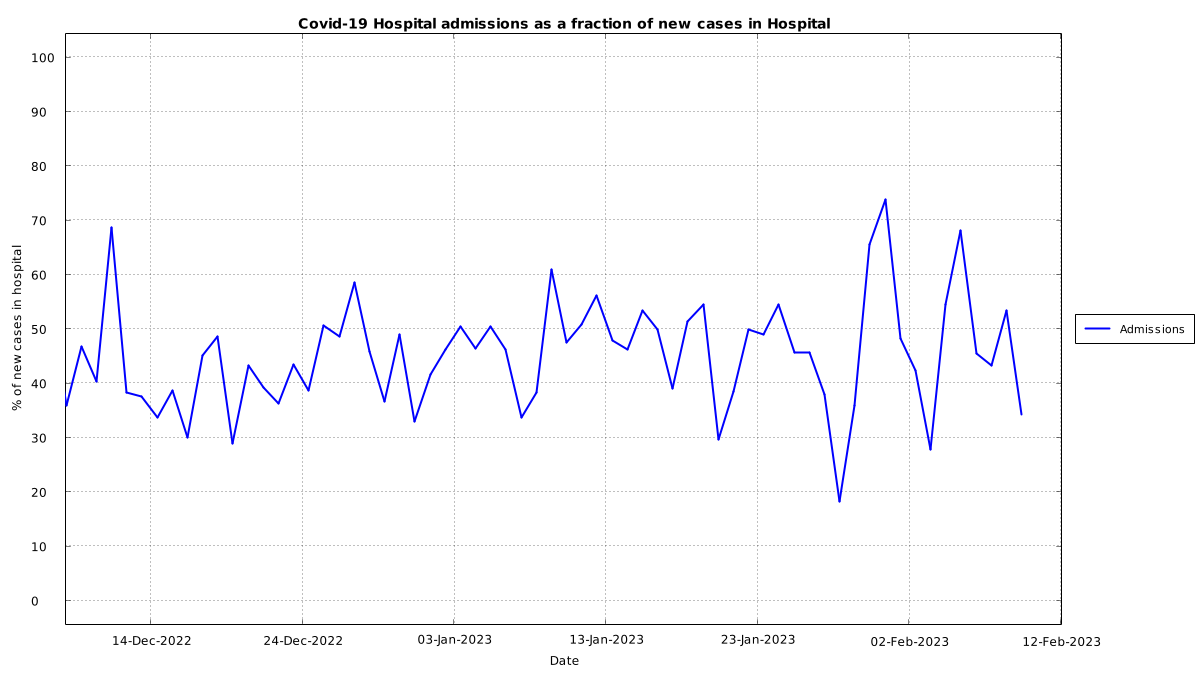 Covid-19 Hospital admissions as a fraction of new cases in Hospital
100
90
80
70
60
50
40
30
20
10
0
% of new cases in hospital
14-Dec-2022
24-Dec-2022
03-Jan-2023
13-Jan-2023
23-Jan-2023
02-Feb-2023
12-Feb-2023
Date
Admissions